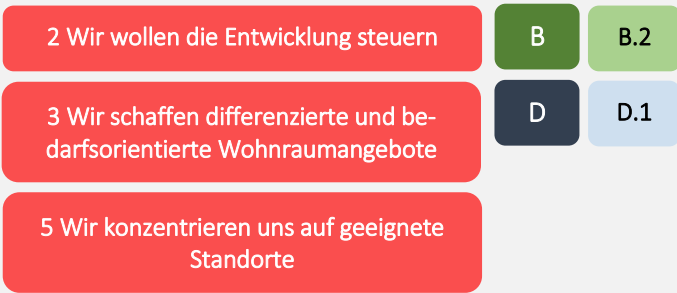 2 Wir wollen die Entwicklung steuern
B
B.2
3 Wir schaffen differenzierte und be-
darfsorientierte Wohnraumangebote
D
D.1
5 Wir konzentrieren uns auf geeignete
Standorte